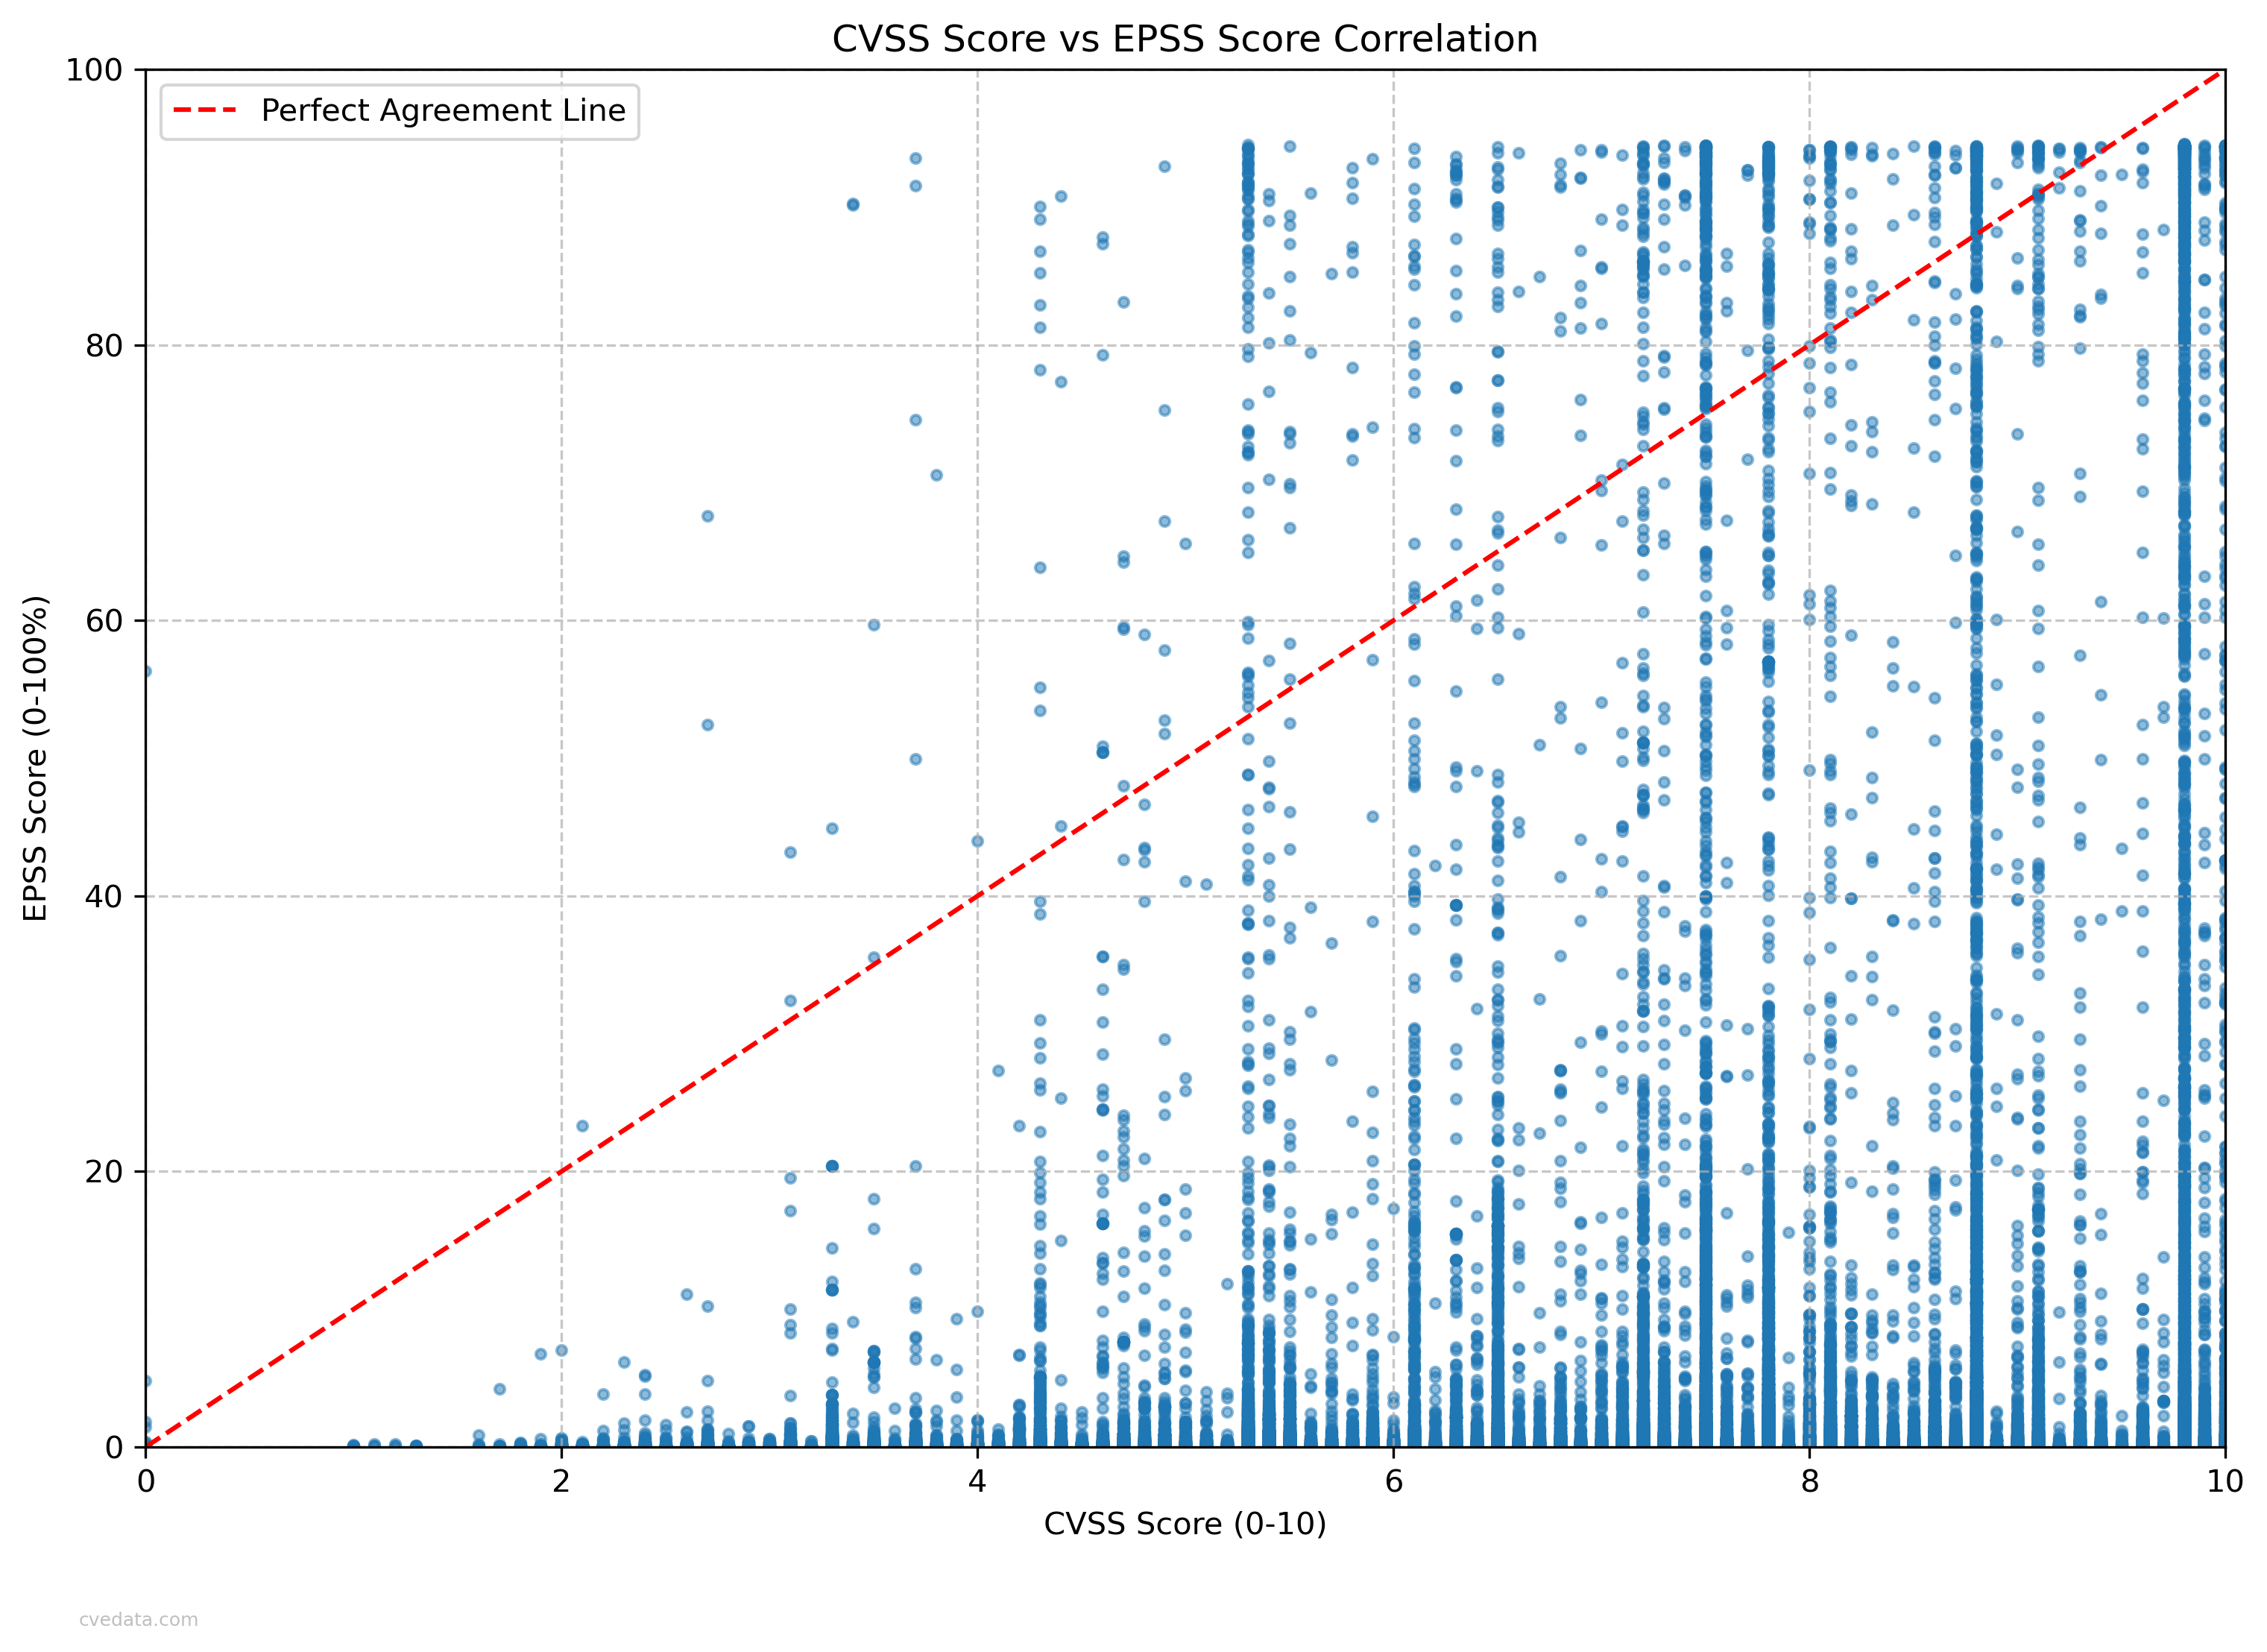 CVSS Score vs EPSS Score Correlation
Perfect Agreement Line
EPSS Score (0-100%)
100
80
60
40
20
0
0 2 4 6 8 10
CVSS Score (0-10)
cvedata.com